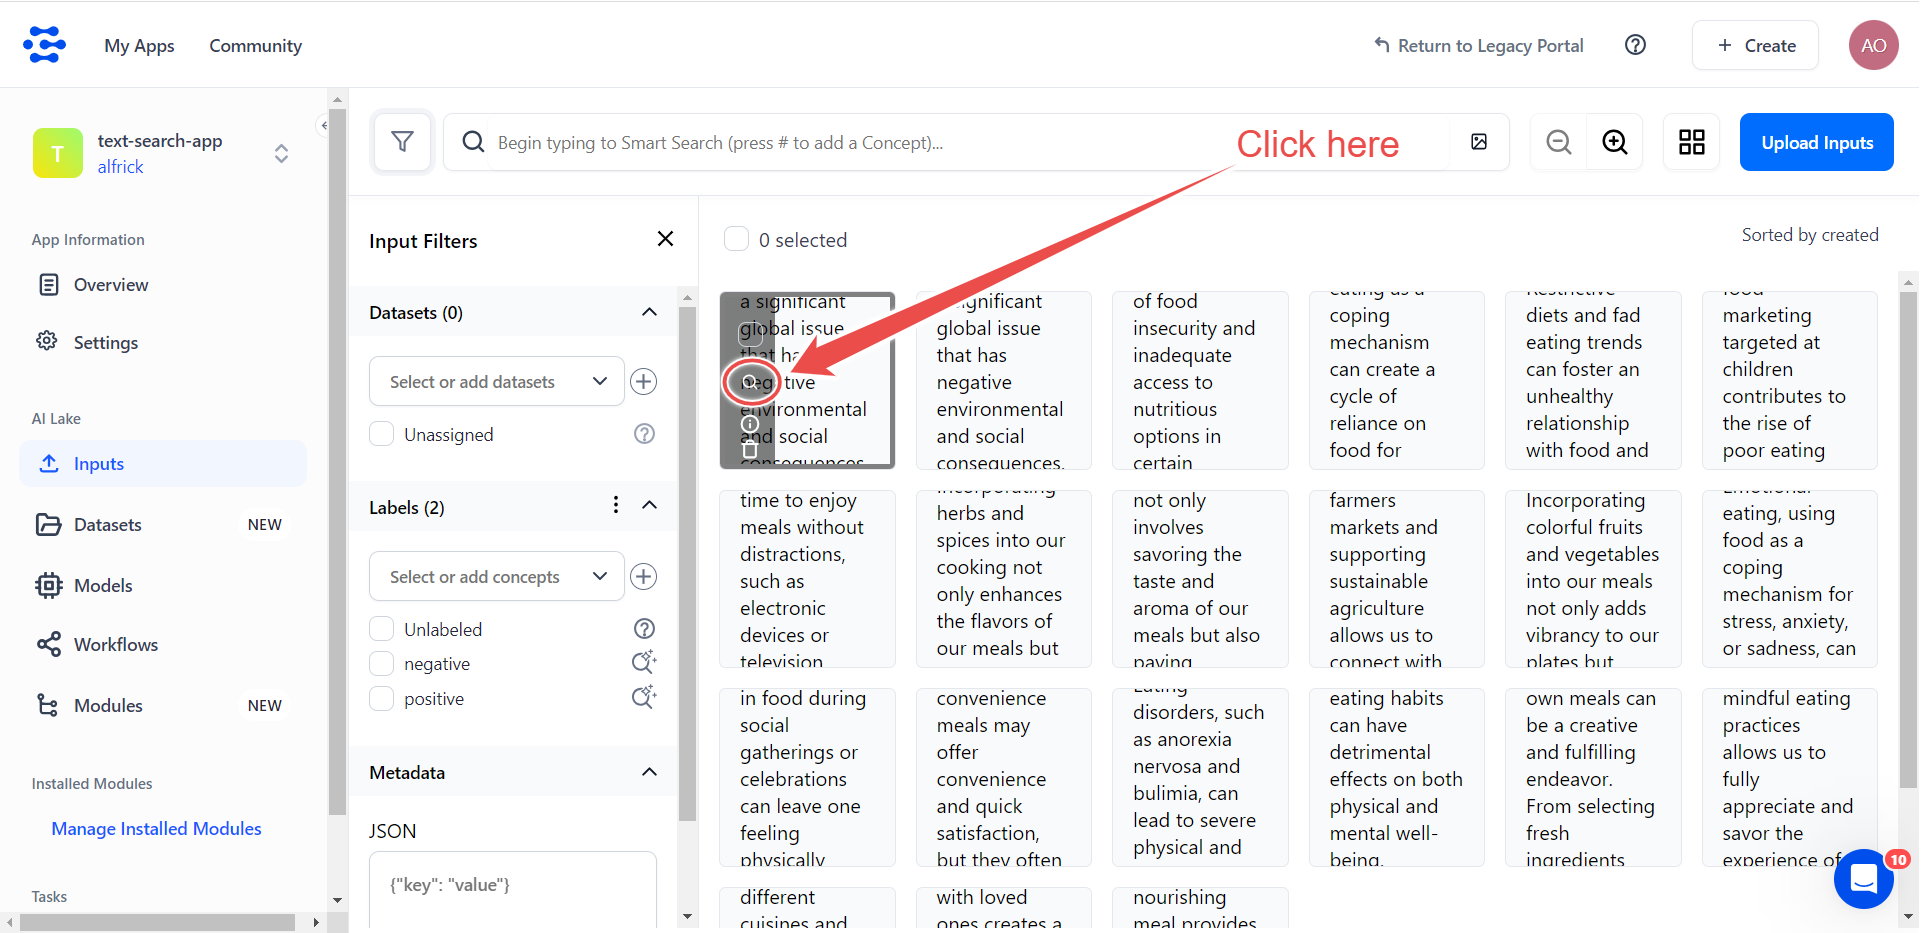 My Apps
Community
Return to Legacy Portal
Create
AO
T
text-search-app
alfrick
Begin typing to Smart Search (press # to add a Concept)...
Click here
Upload Inputs
App Information
Overview
Settings
AI Lake
Inputs
Datasets NEW
Models
Workflows
Modules NEW
Installed Modules
Manage Installed Modules
Tasks
Input Filters
Datasets (0)
Select or add datasets
Unassigned
Labels (2)
Select or add concepts
Unlabeled
negative
positive
Metadata
JSON
{"key": "value"}
0 selected
Sorted by created
a significant
global issue
that has
negative
environmental
and social
consequences
significant
global issue
that has
negative
environmental
and social
consequences.
of food
insecurity and
inadequate
access to
nutritious
options in
certain
eating as a
coping
mechanism
can create a
cycle of
reliance on
food for
Restrictive
diets and fad
eating trends
can foster an
unhealthy
relationship
with food and
food
marketing
targeted at
children
contributes to
the rise of
poor eating
time to enjoy
meals without
distractions,
such as
electronic
devices or
television
Incorporating
herbs and
spices into our
cooking not
only enhances
the flavors of
our meals but
not only
involves
savoring the
taste and
aroma of our
meals but also
paying
farmers
markets and
supporting
sustainable
agriculture
allows us to
connect with
Incorporating
colorful fruits
and vegetables
into our meals
not only adds
vibrancy to our
plates but
Emotional
eating, using
food as a
coping
mechanism for
stress, anxiety,
or sadness, can
in food during
social
gatherings or
celebrations
can leave one
feeling
physically
convenience
meals may
offer
convenience
and quick
satisfaction,
but they often
Eating
disorders, such
as anorexia
nervosa and
bulimia, can
lead to severe
physical and
eating habits
can have
detrimental
effects on both
physical and
mental well-
being.
own meals can
be a creative
and fulfilling
endeavor.
From selecting
fresh
ingredients
mindful eating
practices
allows us to
fully
appreciate and
savor the
experience of
different
cuisines and
with loved
ones creates a
nourishing
meal provides
10